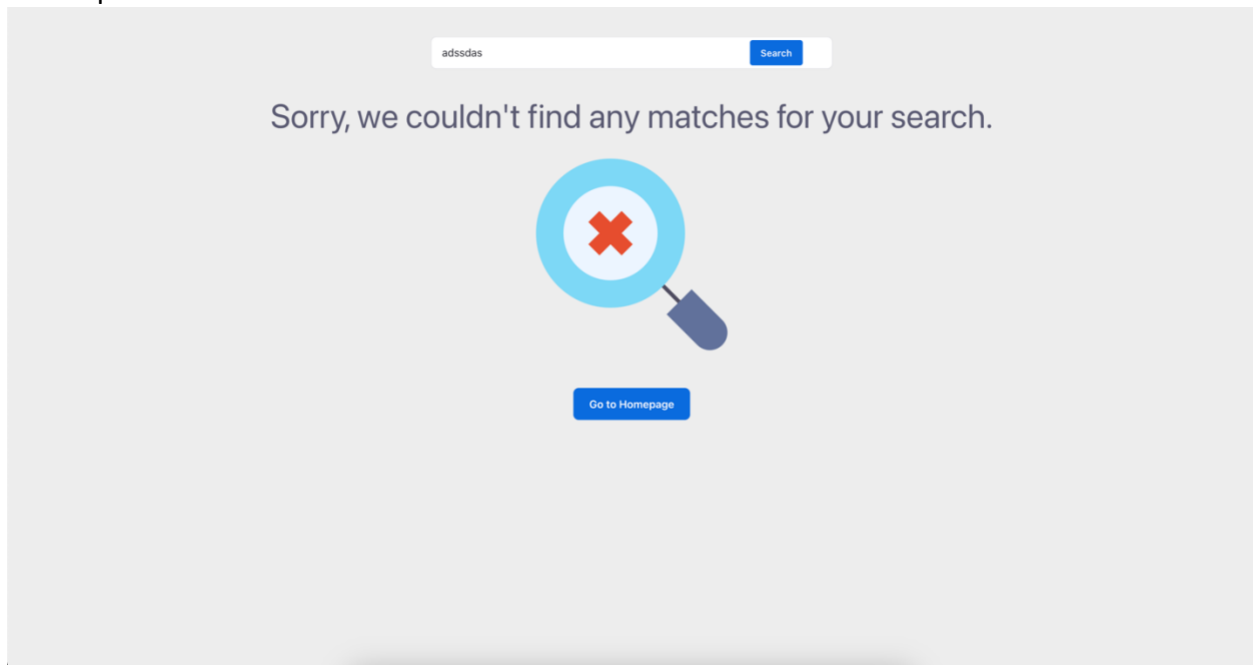 adssdas
Search
Sorry, we couldn't find any matches for your search.
Go to Homepage